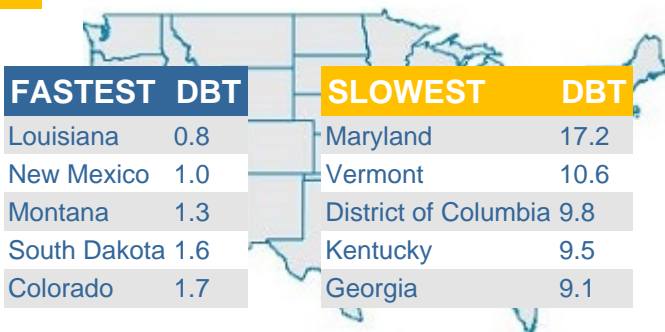 FASTEST DBT
Louisiana 0.8
New Mexico 1.0
Montana 1.3
South Dakota 1.6
Colorado 1.7
SLOWEST DBT
Maryland 17.2
Vermont 10.6
District of Columbia 9.8
Kentucky 9.5
Georgia 9.1